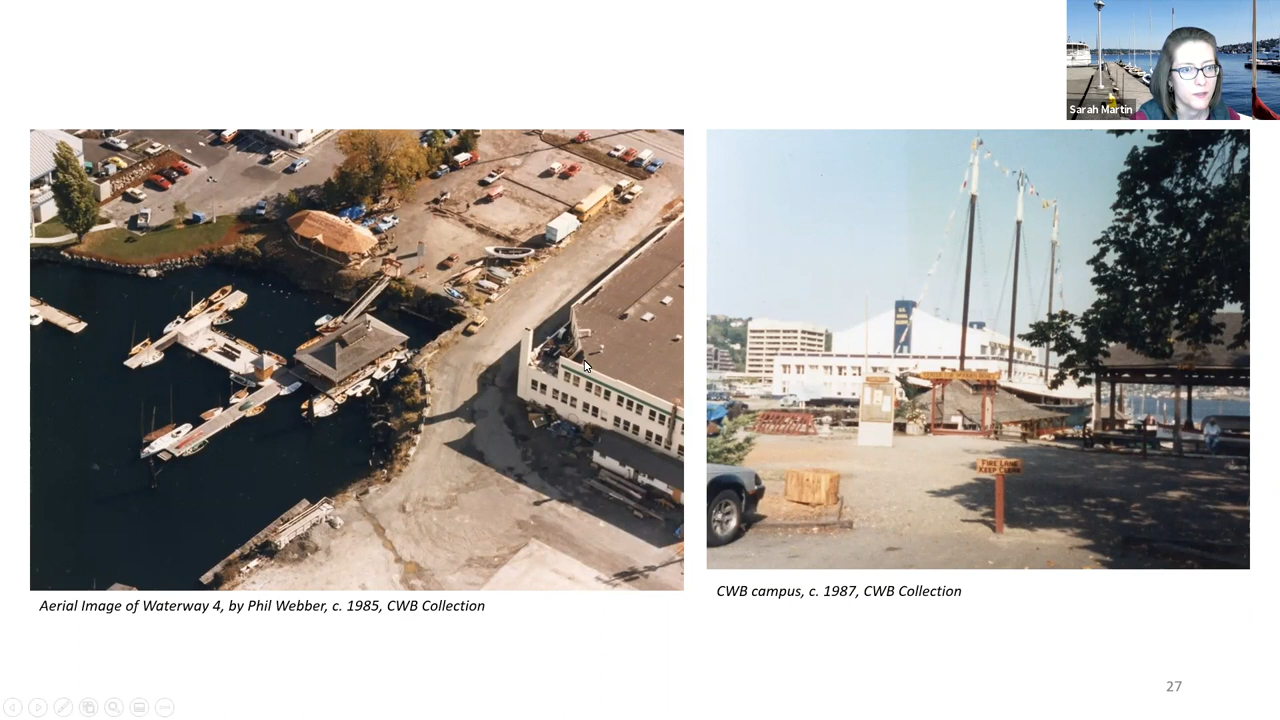 Sarah Martin
FIRE LANE
KEEP CLEAR
Aerial Image of Waterway 4, by Phil Webber, c. 1985, CWB Collection
CWB campus, c. 1987, CWB Collection
27